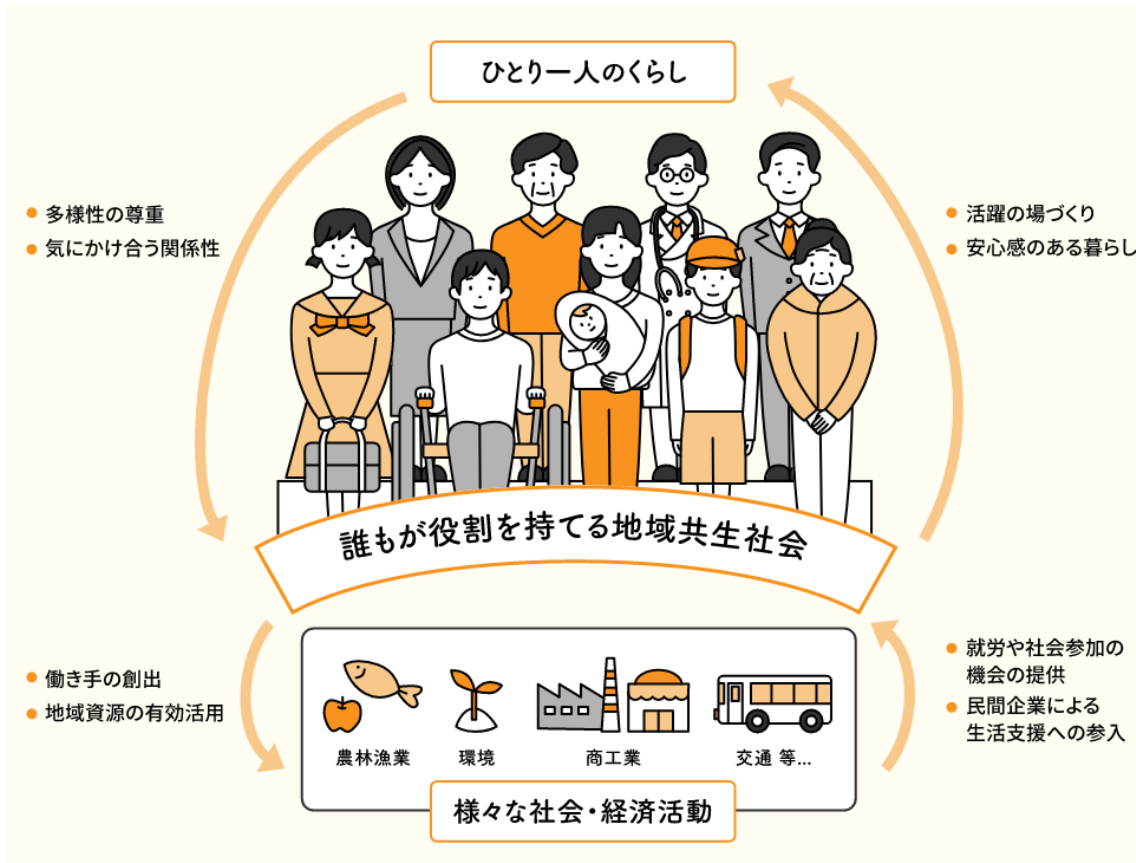 ひとり一人のくらし
多様性の尊重
気にかけ合う関係性
活躍の場づくり
安心感のある暮らし
誰もが役割を持てる地域共生社会
働き手の創出
地域資源の有効活用
就労や社会参加の
機会の提供
民間企業による
生活支援への参入
農林漁業
環境
商工業
交通 等...
様々な社会・経済活動